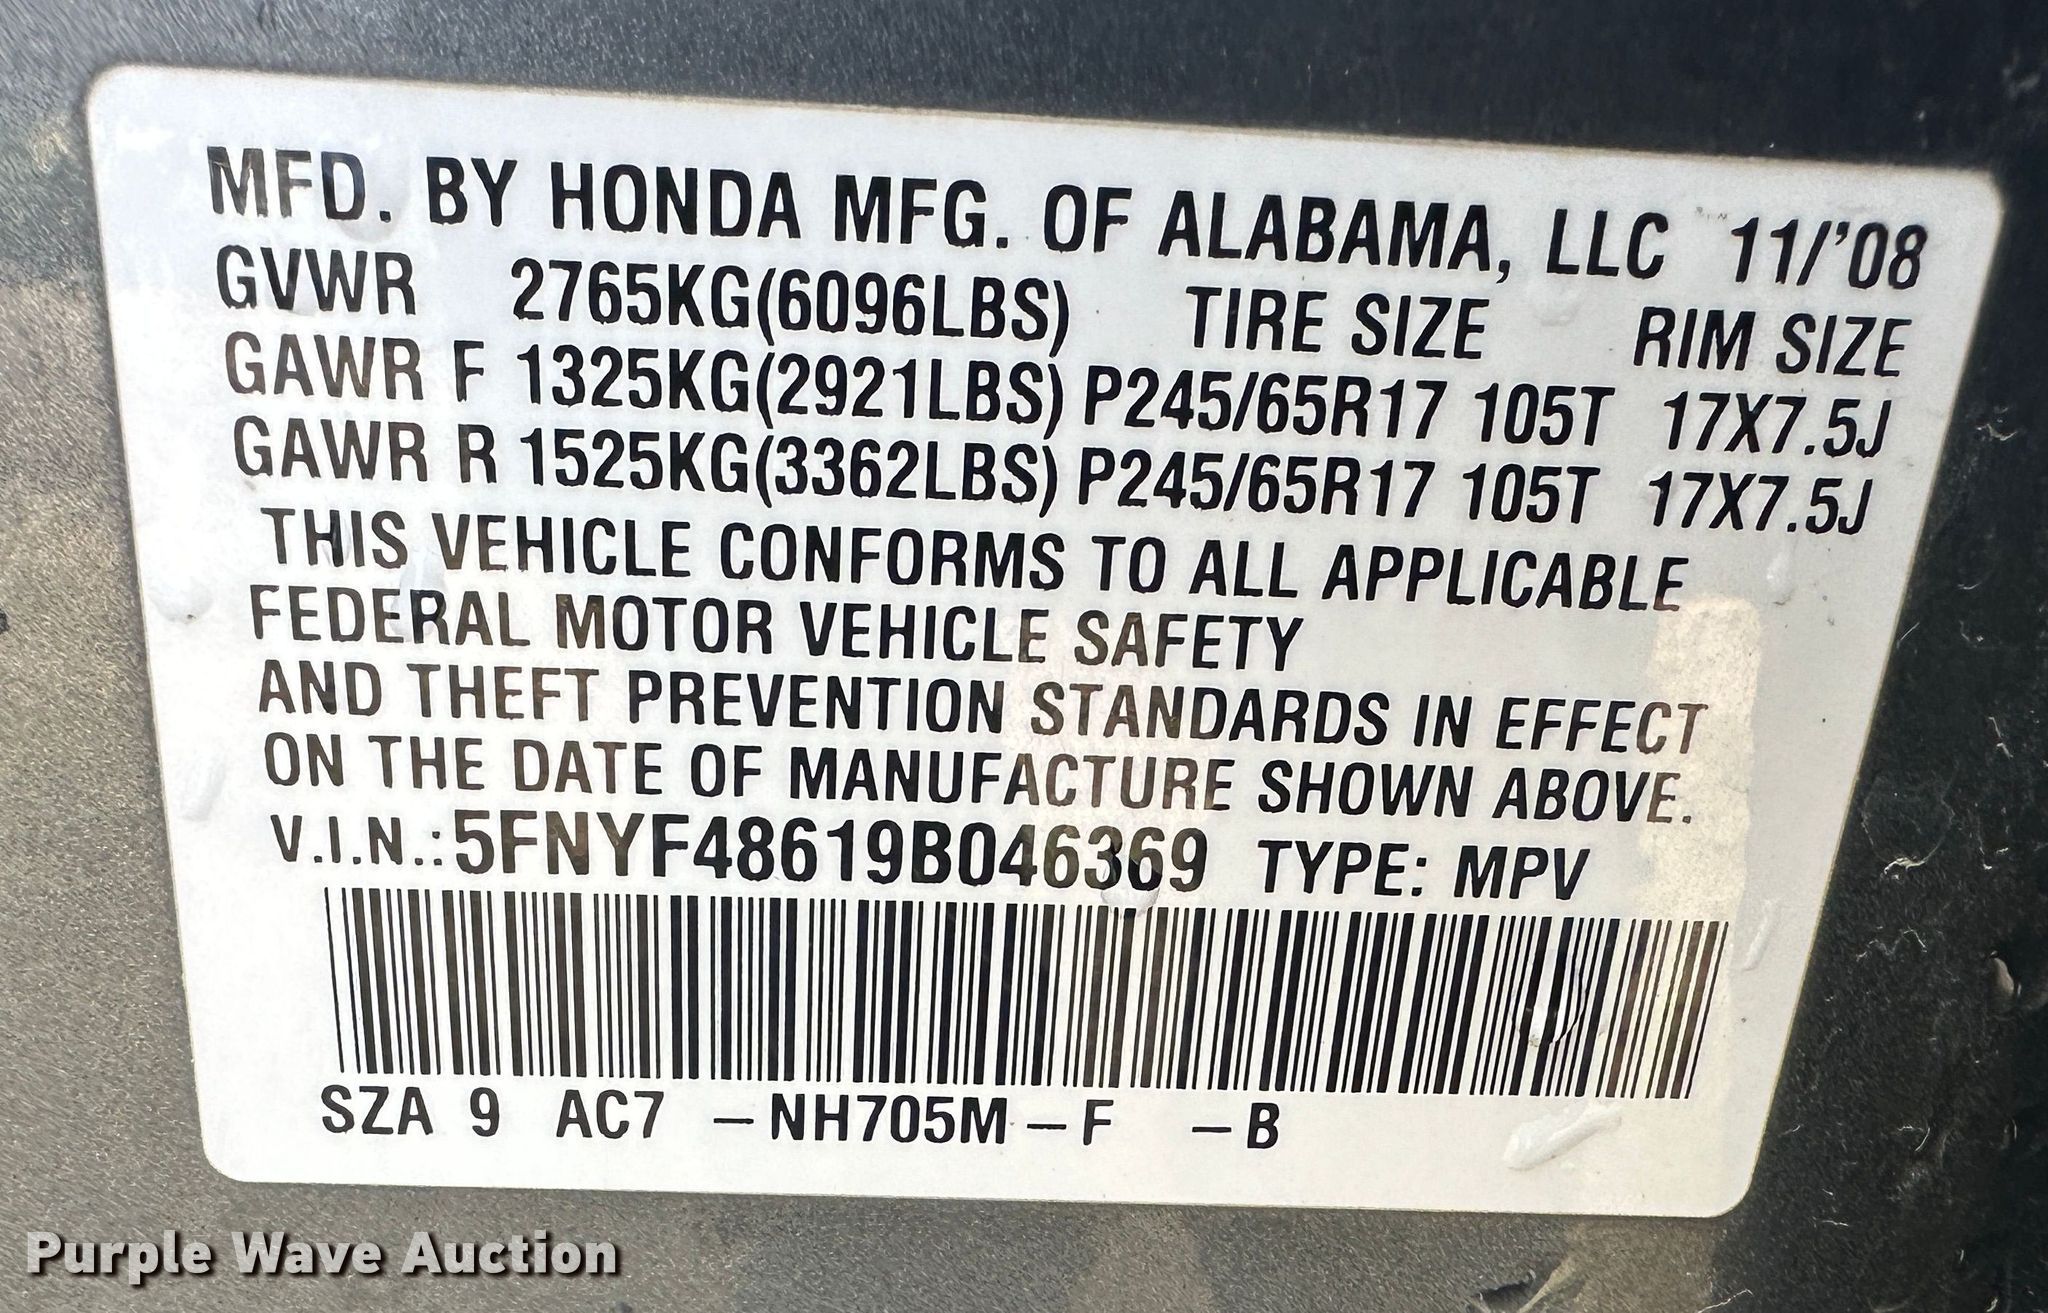 MFD. BY HONDA MFG. OF ALABAMA, LLC 11/'08
GVWR 2765KG(6096LBS) TIRE SIZE RIM SIZE
GAWR F 1325KG(2921LBS) P245/65R17 105T 17X7.5J
GAWR R 1525KG(3362LBS) P245/65R17 105T 17X7.5J
THIS VEHICLE CONFORMS TO ALL APPLICABLE
FEDERAL MOTOR VEHICLE SAFETY
AND THEFT PREVENTION STANDARDS IN EFFECT
ON THE DATE OF MANUFACTURE SHOWN ABOVE.
V.I.N.:5FNYF48619B046369 TYPE: MPV
SZA 9 AC7 -NH705M-F -B
Purple Wave Auction